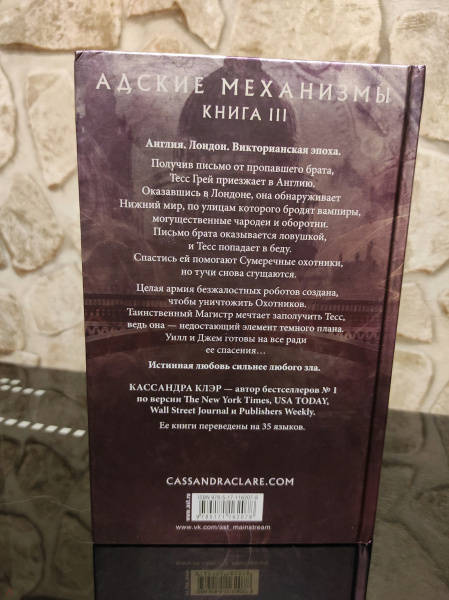 АДСКИЕ МЕХАНИЗМЫ
КНИГА III
Англия. Лондон. Викторианская эпоха.
Получив письмо от пропавшего брата,
Тесс Грей приезжает в Англию.
Оказавшись в Лондоне, она обнаруживает
Нижний мир, по улицам которого бродят вампиры,
могущественные чародеи и оборотни.
Письмо брата оказывается ловушкой,
и Тесс попадает в беду.
Спастись ей помогают Сумеречные охотники,
но тучи снова сгущаются.
Целая армия безжалостных роботов создана,
чтобы уничтожить Охотников.
Таинственный Магистр мечтает заполучить Тесс,
ведь она — недостающий элемент темного плана.
Уилл и Джем готовы на все ради
ее спасения...
Истинная любовь сильнее любого зла.
КАССАНДРА КЛЭР — автор бестселлеров № 1
по версии The New York Times, USA TODAY,
Wall Street Journal и Publishers Weekly.
Ее книги переведены на 35 языков.
CASSANDRACLARE.COM
www.ast.ru
www.vk.com/ast_mainstream